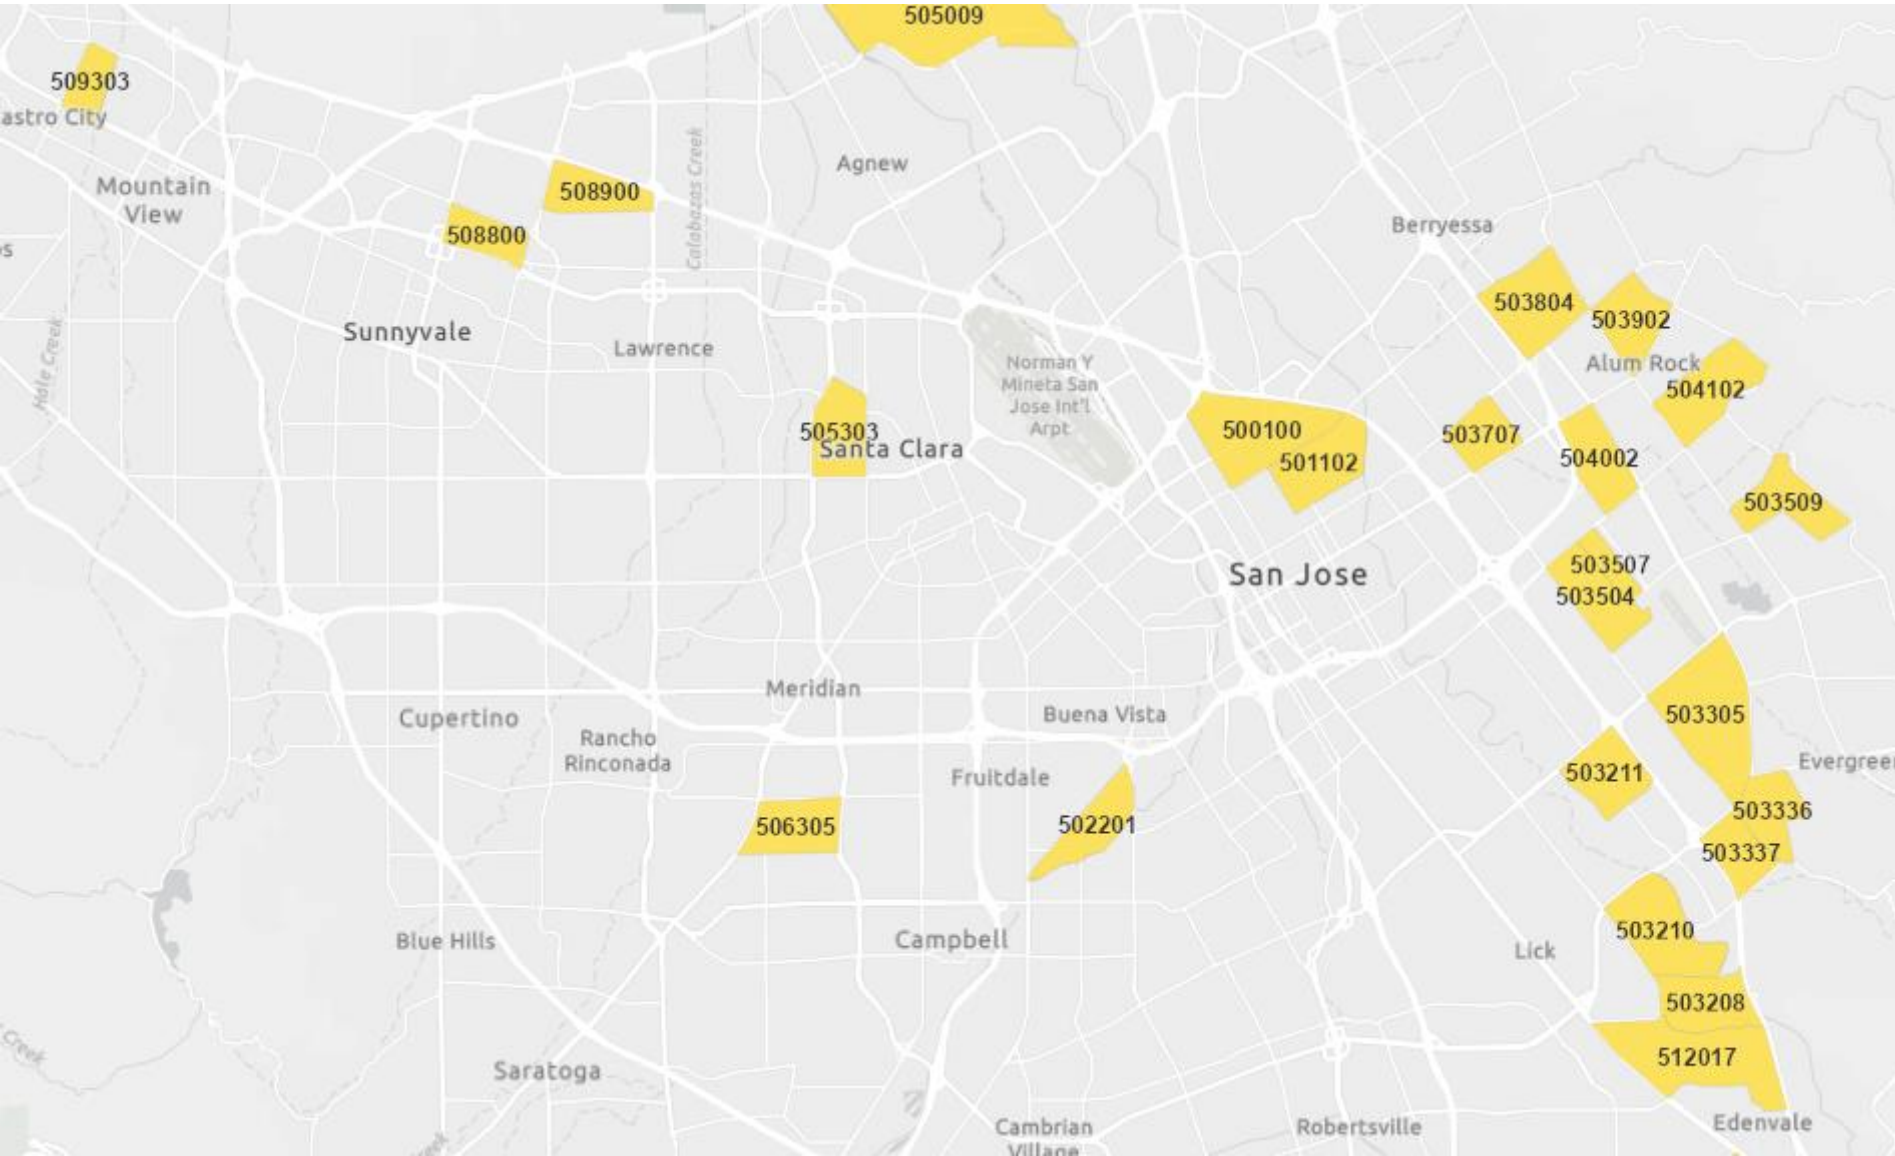 505009
509303
astro City
Mountain
View
Calabazas Creek
Agnew
508900
508800
Berryessa
503804
503902
Alum Rock
504102
Sunnyvale
Lawrence
Hale Creek
Norman Y
Mineta San
Jose Int'l
Arpt
505303
Santa Clara
500100
501102
503707
504002
503509
San Jose
503507
503504
Meridian
Cupertino
Buena Vista
Rancho
Rinconada
Fruitdale
503305
503211
Evergreen
503336
503337
506305
502201
Blue Hills
Campbell
Lick
503210
503208
512017
Creek
Saratoga
Cambrian
Village
Robertsville
Edenvale